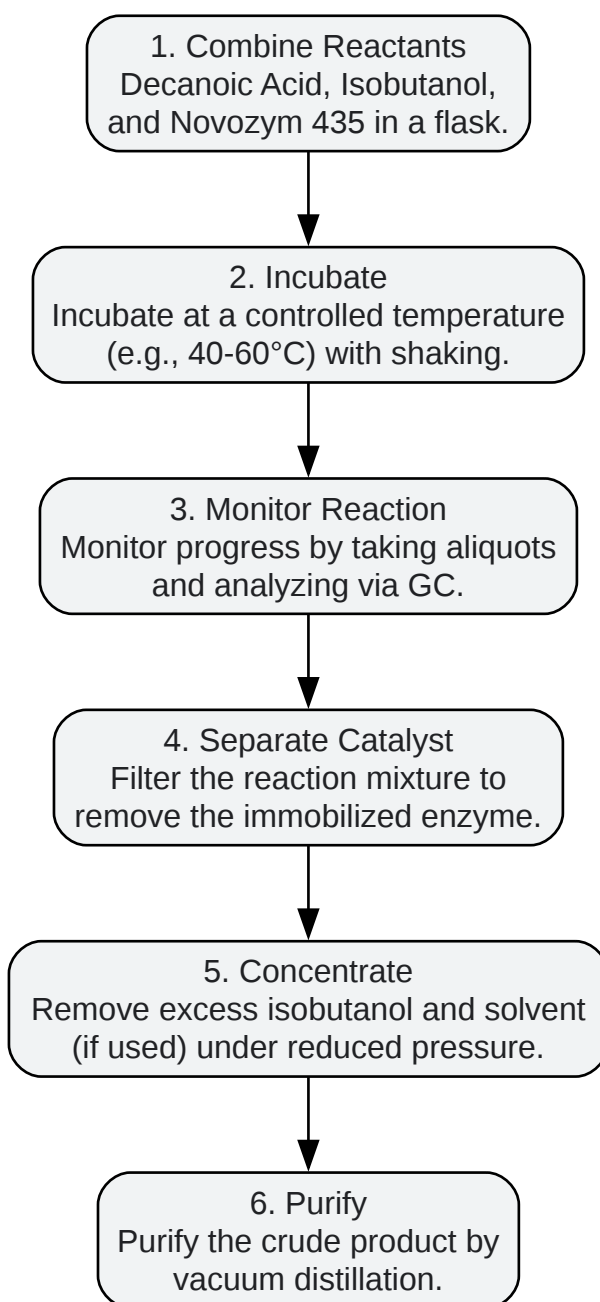 1. Combine Reactants
Decanoic Acid, Isobutanol,
and Novozym 435 in a flask.
2. Incubate
Incubate at a controlled temperature
(e.g., 40-60°C) with shaking.
3. Monitor Reaction
Monitor progress by taking aliquots
and analyzing via GC.
4. Separate Catalyst
Filter the reaction mixture to
remove the immobilized enzyme.
5. Concentrate
Remove excess isobutanol and solvent
(if used) under reduced pressure.
6. Purify
Purify the crude product by
vacuum distillation.